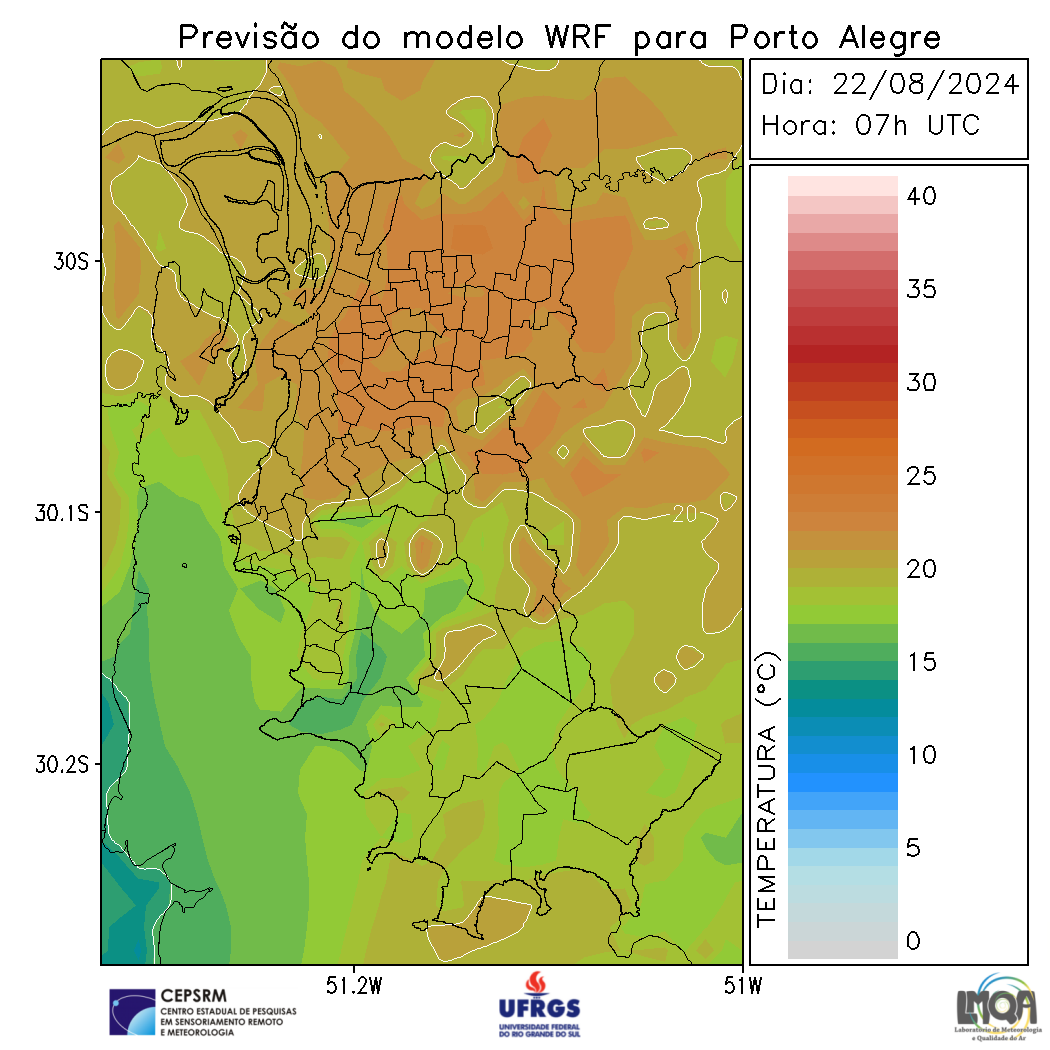 Previsão do modelo WRF para Porto Alegre
Dia: 22/08/2024
Hora: 07h UTC
30S
30.1S
30.2S
51.2W
51W
20
TEMPERATURA (°C)
40
35
30
25
20
15
10
5
0
CEPSRM
CENTRO ESTADUAL DE PESQUISAS
EM SENSORIAMENTO REMOTO
E METEOROLOGIA
UFRGS
UNIVERSIDADE FEDERAL
DO RIO GRANDE DO SUL
LMQA
Laboratório de Meteorologia
e Qualidade do Ar